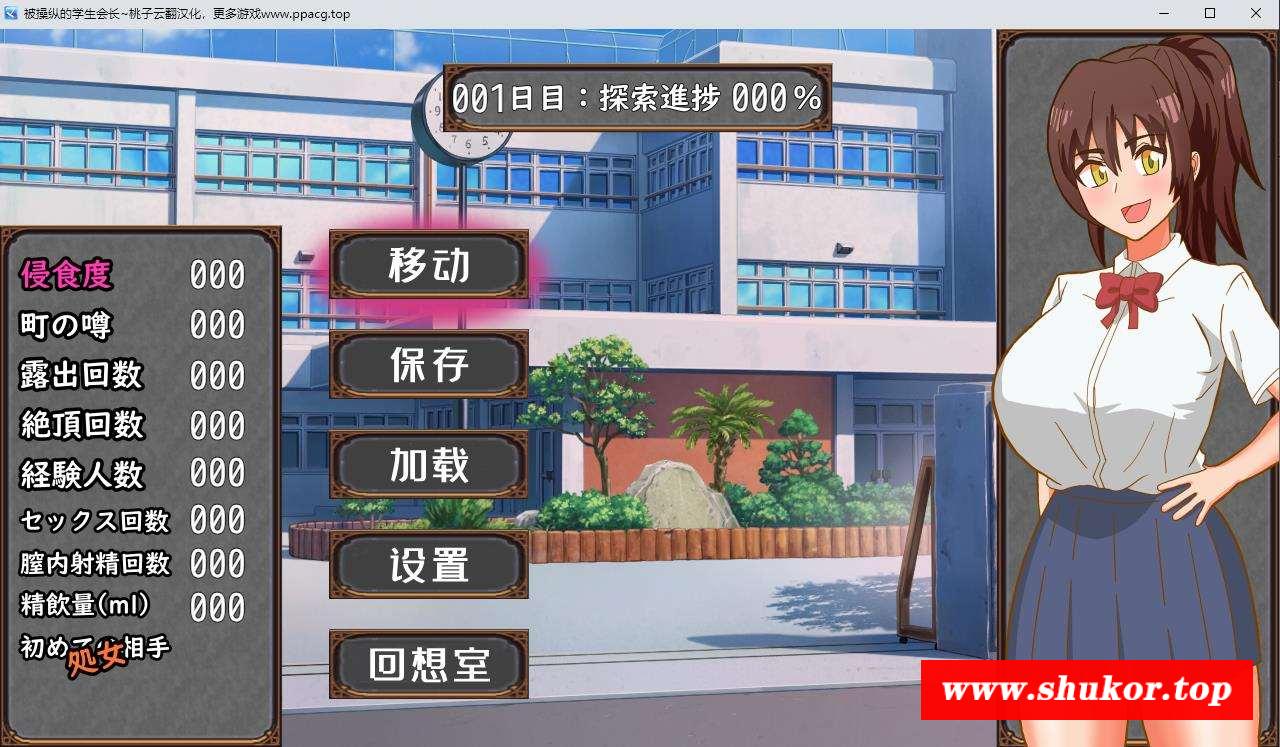 被操纵的学生会长~桃子云翻汉化，更多游戏www.ppacg.top
001日目：探索進捗 000％
侵食度 000
町の噂 000
露出回数 000
絶頂回数 000
経験人数 000
セックス回数 000
膣内射精回数 000
精飲量(ml) 000
初めての相手
処女
移动
保存
加载
设置
回想室
www.shukor.top